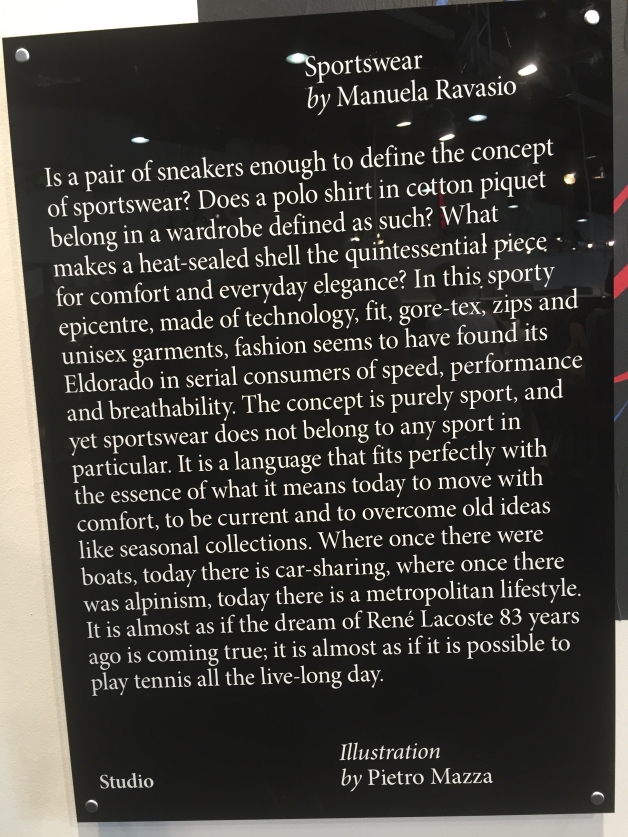 Sportswear
by Manuela Ravasio
Is a pair of sneakers enough to define the concept
of sportswear? Does a polo shirt in cotton piquet
belong in a wardrobe defined as such? What
makes a heat-sealed shell the quintessential piece
for comfort and everyday elegance? In this sporty
epicentre, made of technology, fit, gore-tex, zips and
unisex garments, fashion seems to have found its
Eldorado in serial consumers of speed, performance
and breathability. The concept is purely sport, and
yet sportswear does not belong to any sport in
particular. It is a language that fits perfectly with
the essence of what it means today to move with
comfort, to be current and to overcome old ideas
like seasonal collections. Where once there were
boats, today there is car-sharing, where once there
was alpinism, today there is a metropolitan lifestyle.
It is almost as if the dream of René Lacoste 83 years
ago is coming true; it is almost as if it is possible to
play tennis all the live-long day.
Illustration
by Pietro Mazza
Studio